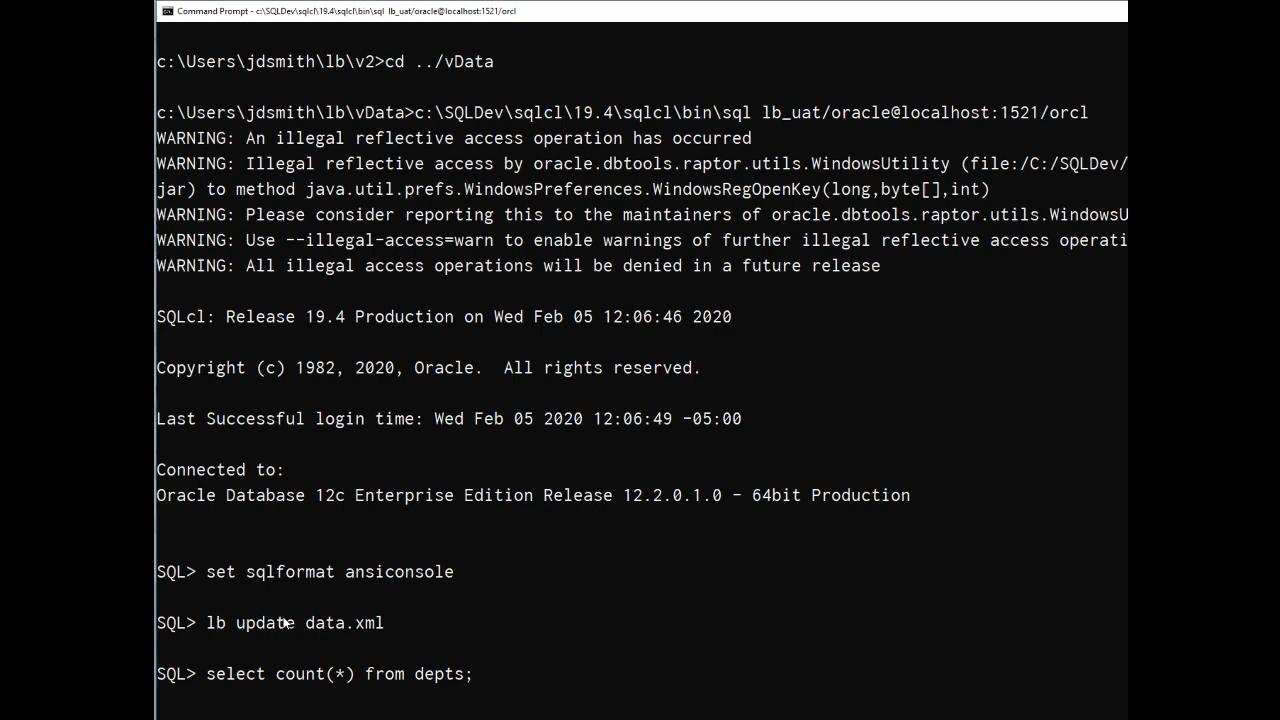 Command Prompt - c:\SQLDev\sqlcl\19.4\sqlcl\bin\sql lb_uat/oracle@localhost:1521/orcl
c:\Users\jdsmith\lb\v2>cd ../vData
c:\Users\jdsmith\lb\vData>c:\SQLDev\sqlcl\19.4\sqlcl\bin\sql lb_uat/oracle@localhost:1521/orcl
WARNING: An illegal reflective access operation has occurred
WARNING: Illegal reflective access by oracle.dbtools.raptor.utils.WindowsUtility (file:/C:/SQLDev/
jar) to method java.util.prefs.WindowsPreferences.WindowsRegOpenKey(long,byte[],int)
WARNING: Please consider reporting this to the maintainers of oracle.dbtools.raptor.utils.WindowsU
WARNING: Use --illegal-access=warn to enable warnings of further illegal reflective access operati
WARNING: All illegal access operations will be denied in a future release
SQLcl: Release 19.4 Production on Wed Feb 05 12:06:46 2020
Copyright (c) 1982, 2020, Oracle.  All rights reserved.
Last Successful login time: Wed Feb 05 2020 12:06:49 -05:00
Connected to:
Oracle Database 12c Enterprise Edition Release 12.2.0.1.0 - 64bit Production
SQL> set sqlformat ansiconsole
SQL> lb update data.xml
SQL> select count(*) from depts;